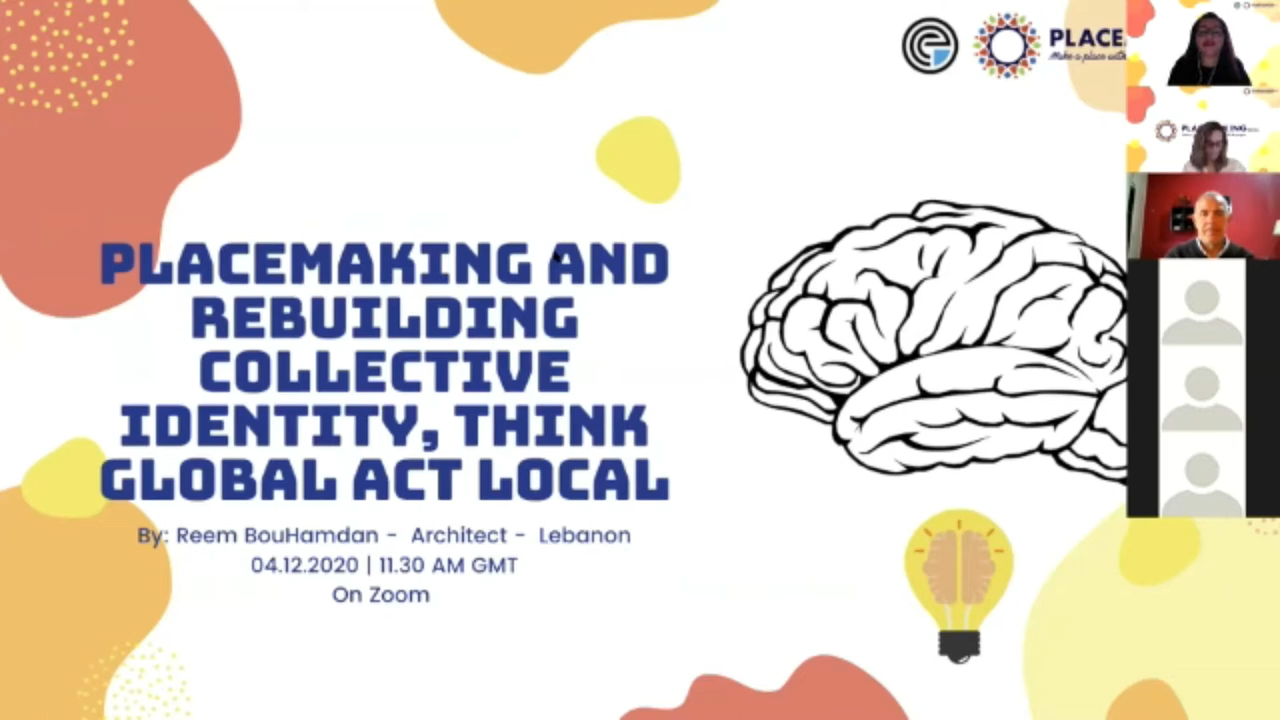 PLACE
Make a place with
PLACEMAKING AND
REBUILDING
COLLECTIVE
IDENTITY, THINK
GLOBAL ACT LOCAL
By: Reem BouHamdan - Architect - Lebanon
04.12.2020 | 11.30 AM GMT
On Zoom